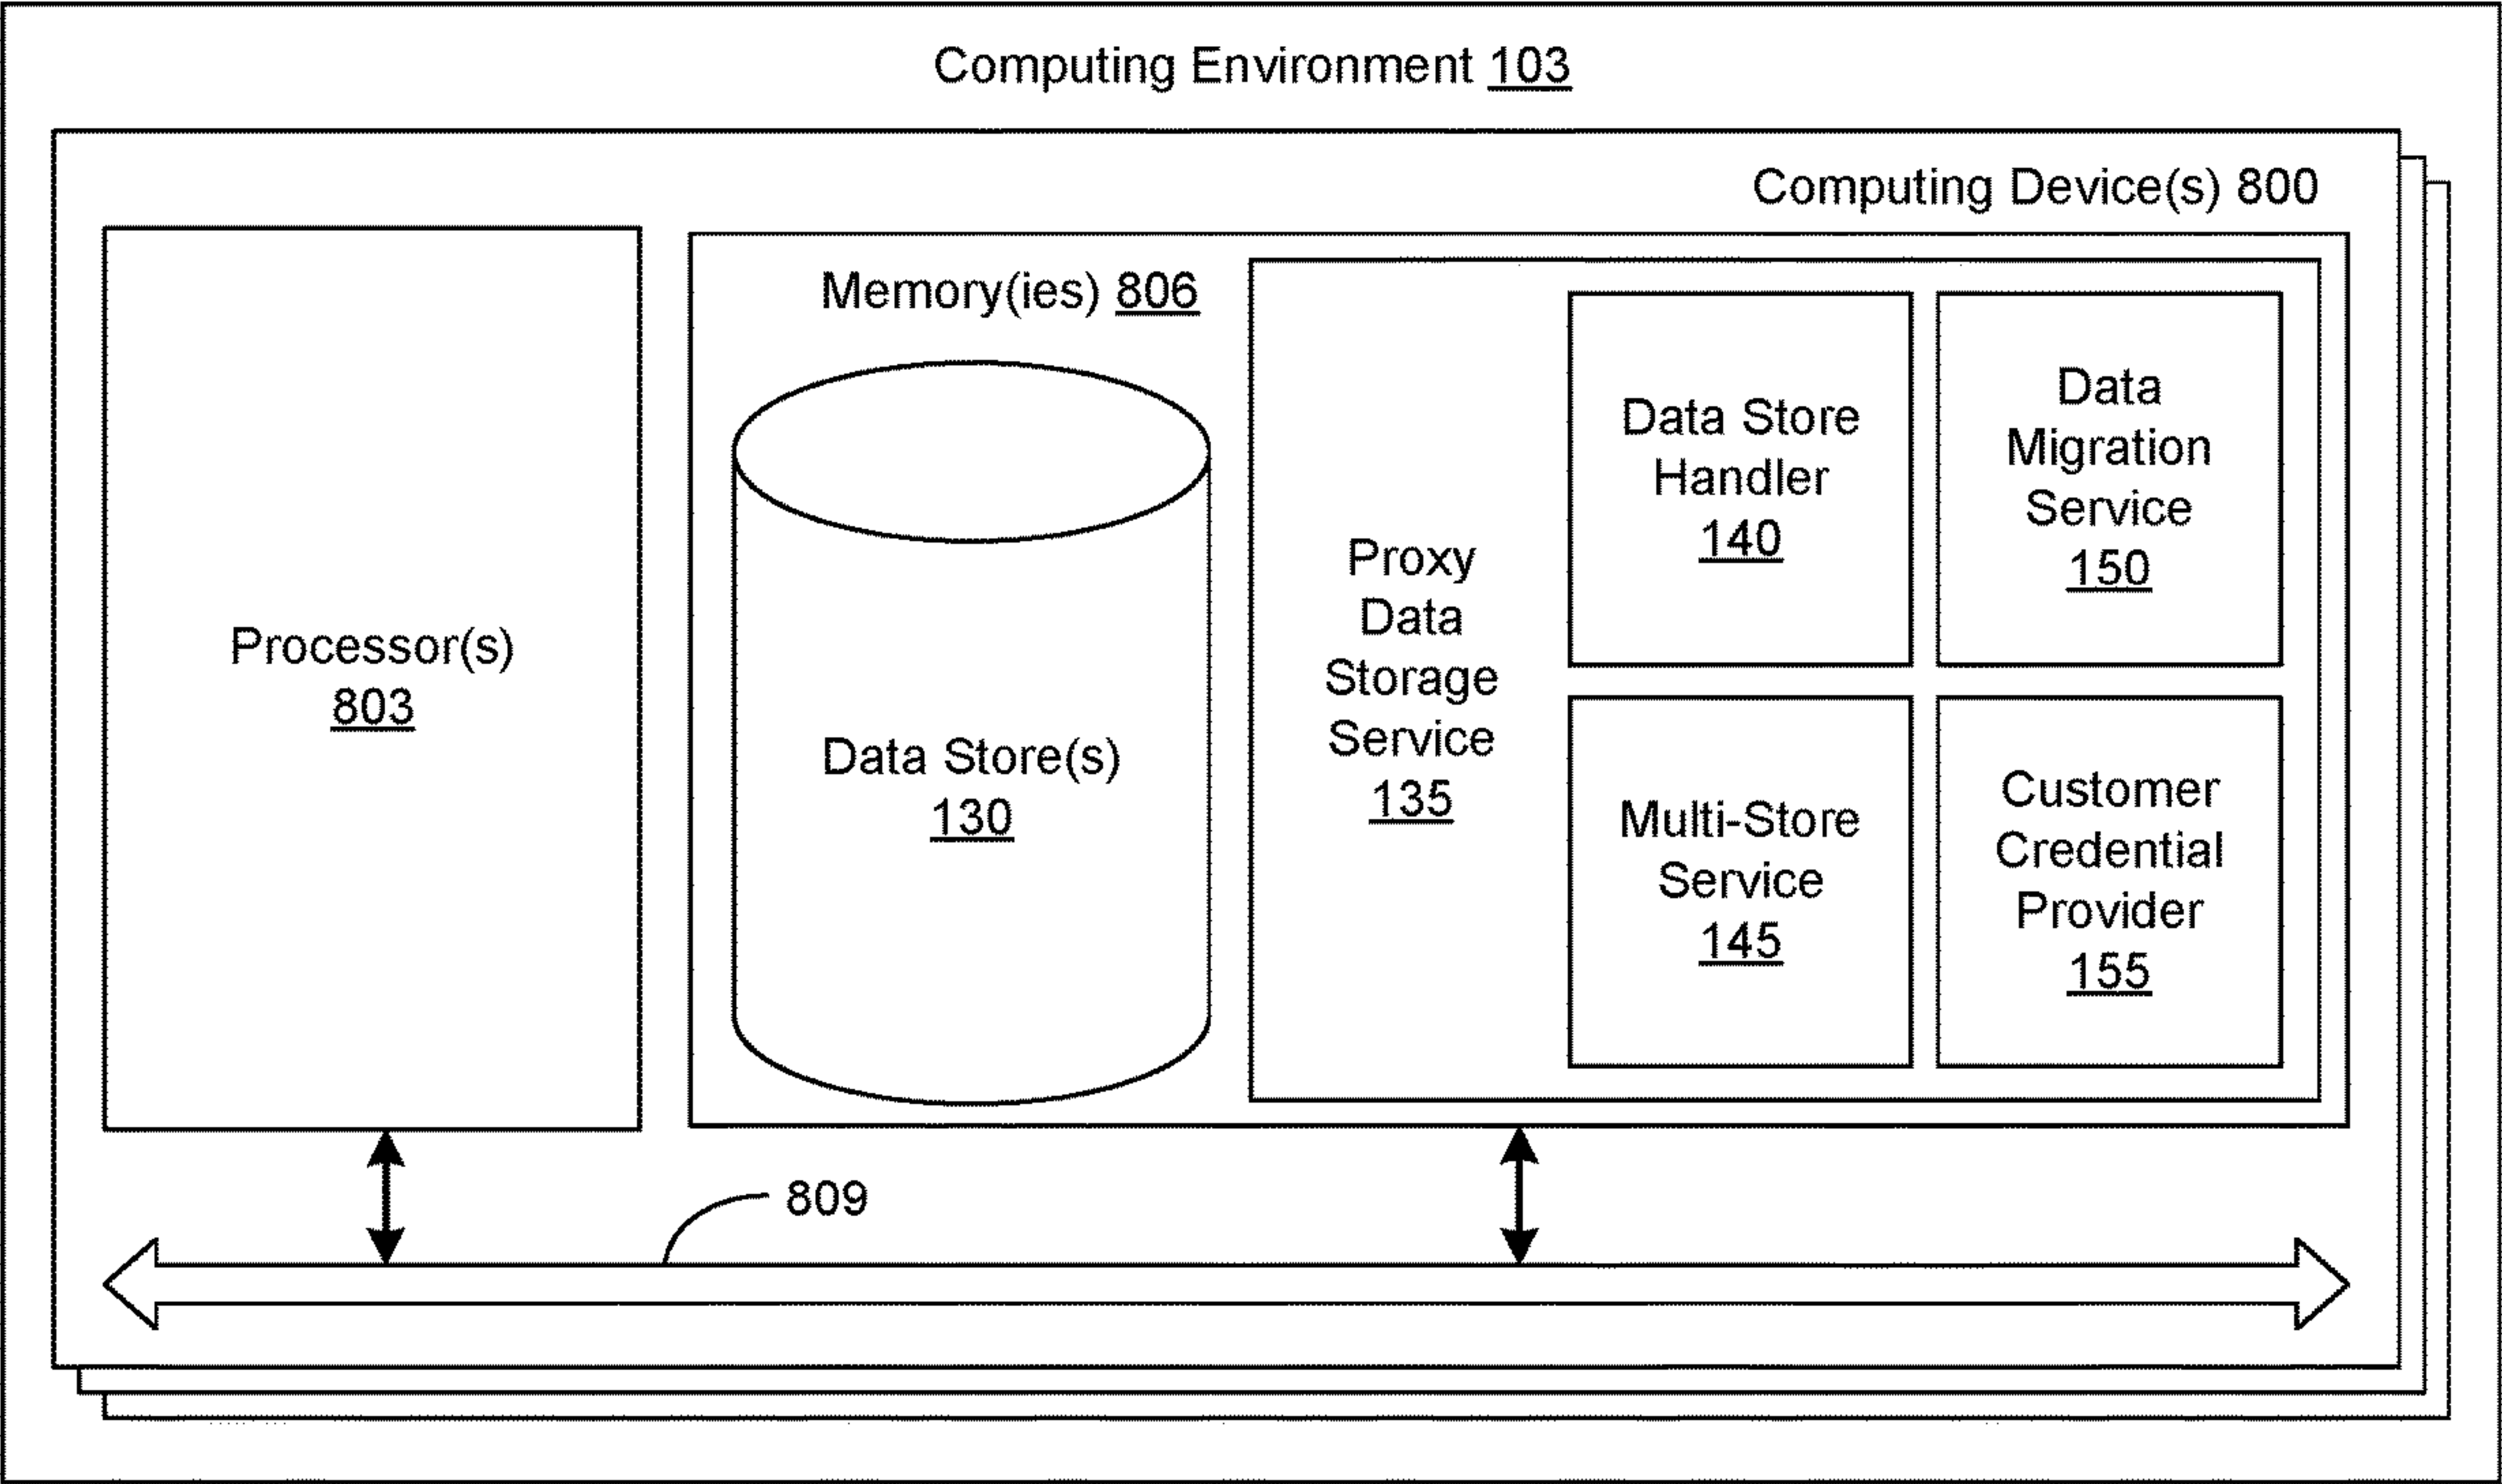 Computing Environment 103
Computing Device(s) 800
Processor(s)
803
Memory(ies) 806
Data Store(s)
130
Proxy
Data
Storage
Service
135
Data Store
Handler
140
Data
Migration
Service
150
Multi-Store
Service
145
Customer
Credential
Provider
155
809